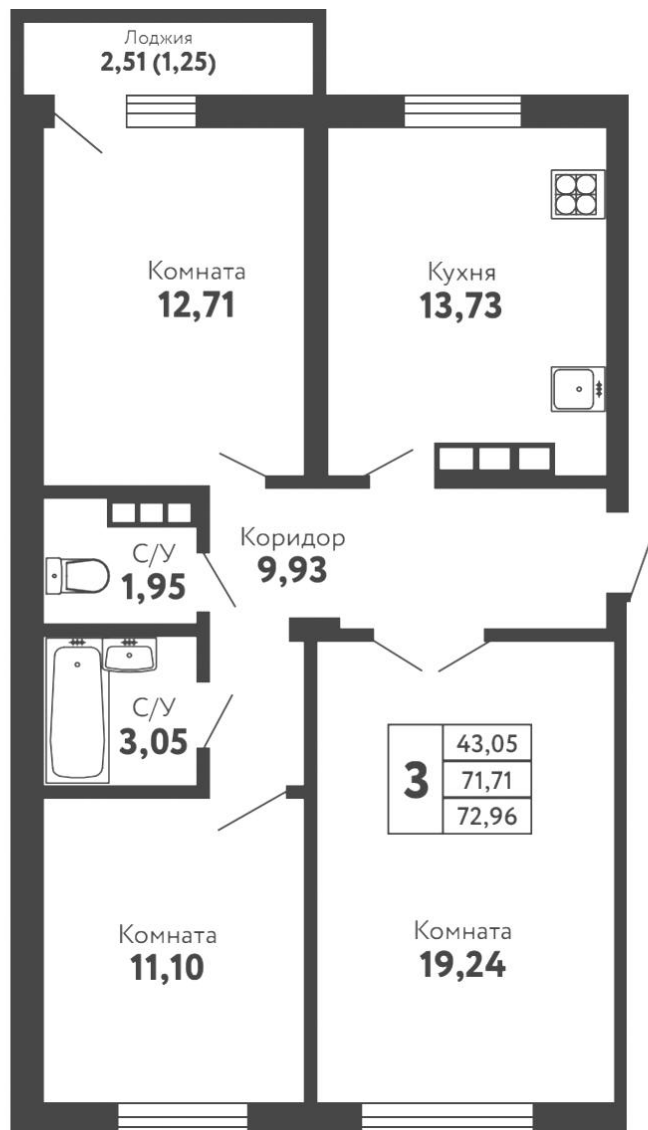 Лоджия
2,51 (1,25)
Комната
12,71
Кухня
13,73
С/У
1,95
Коридор
9,93
С/У
3,05
3
43,05
71,71
72,96
Комната
11,10
Комната
19,24